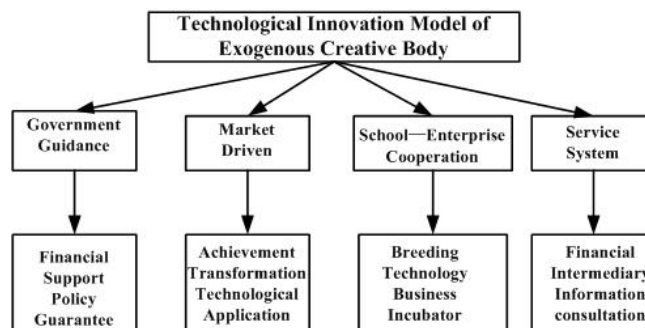 Technological Innovation Model of
Exogenous Creative Body
Government
Guidance
Market
Driven
School—Enterprise
Cooperation
Service
System
Financial
Support
Policy
Guarantee
Achievement
Transformation
Technological
Application
Breeding
Technology
Business
Incubator
Financial
Intermediary
Information
consultation